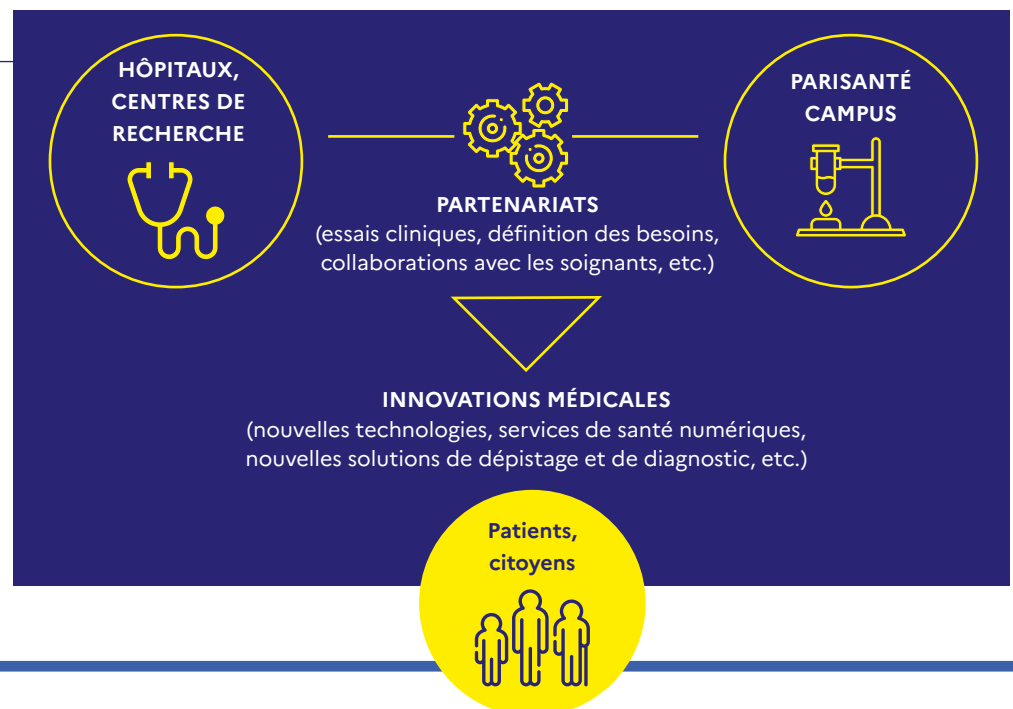 HÔPITAUX,
CENTRES DE
RECHERCHE
PARISANTÉ
CAMPUS
PARTENARIATS
(essais cliniques, définition des besoins,
collaborations avec les soignants, etc.)
INNOVATIONS MÉDICALES
(nouvelles technologies, services de santé numériques,
nouvelles solutions de dépistage et de diagnostic, etc.)
Patients,
citoyens